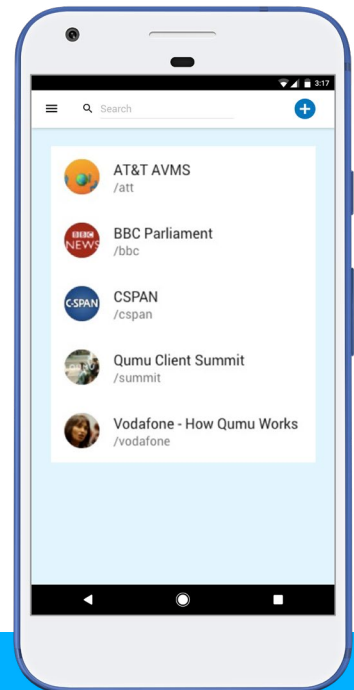 3:17
Search
AT&T AVMS
/att
BBC
NEWS
BBC Parliament
/bbc
C-SPAN
CSPAN
/cspan
Qumu Client Summit
/summit
Vodafone - How Qumu Works
/vodafone